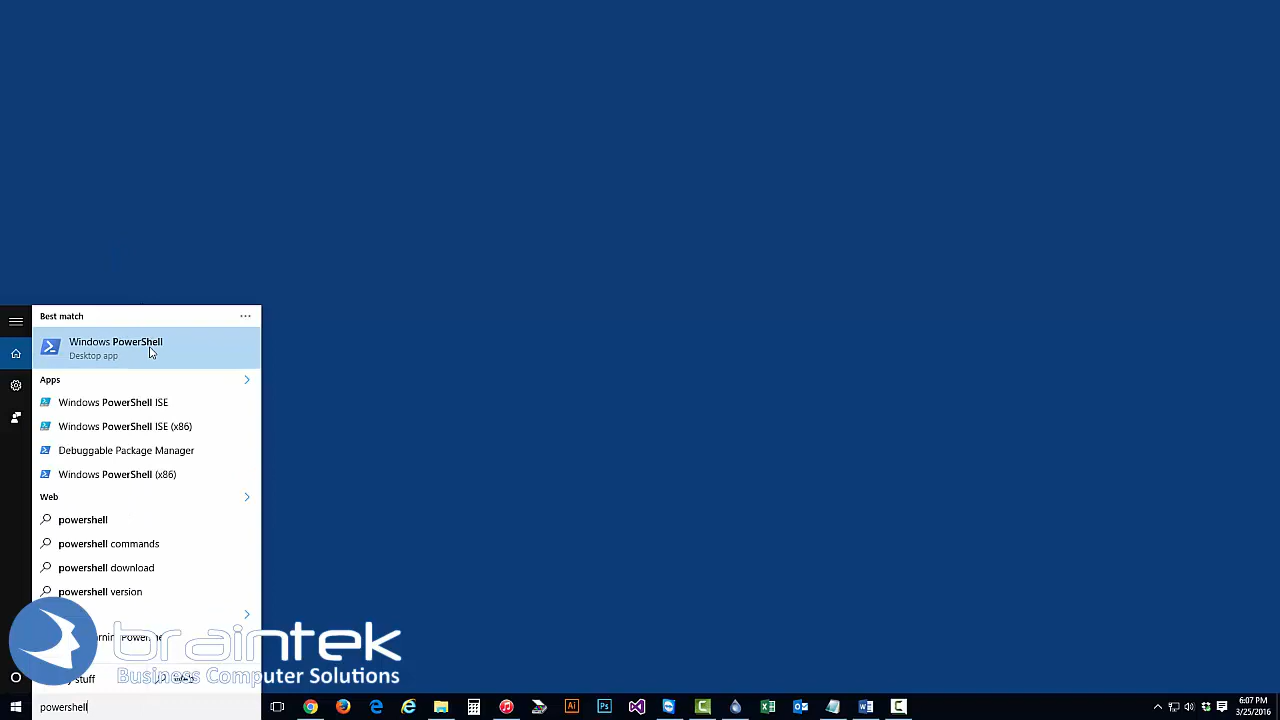 Best match
Windows PowerShell
Desktop app
Apps
Windows PowerShell ISE
Windows PowerShell ISE (x86)
Debuggable Package Manager
Windows PowerShell (x86)
Web
powershell
powershell commands
powershell download
powershell version
braintek
Business Computer Solutions
stuff
powershell
6:07 PM
3/25/2016